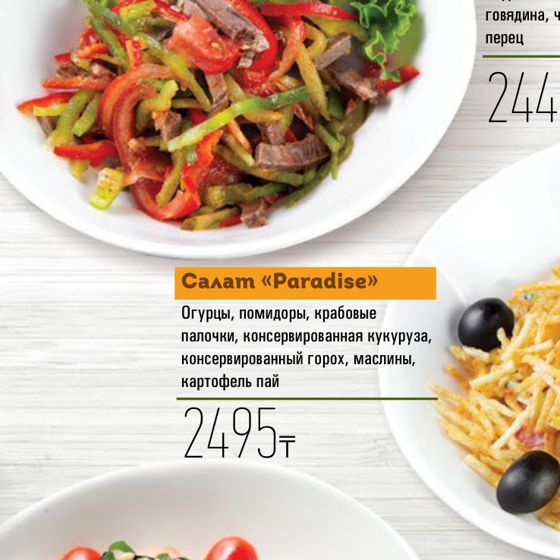 говядина,
перец
244
Салат «Paradise»
Огурцы, помидоры, крабовые
палочки, консервированная кукуруза,
консервированный горох, маслины,
картофель пай
2495₸